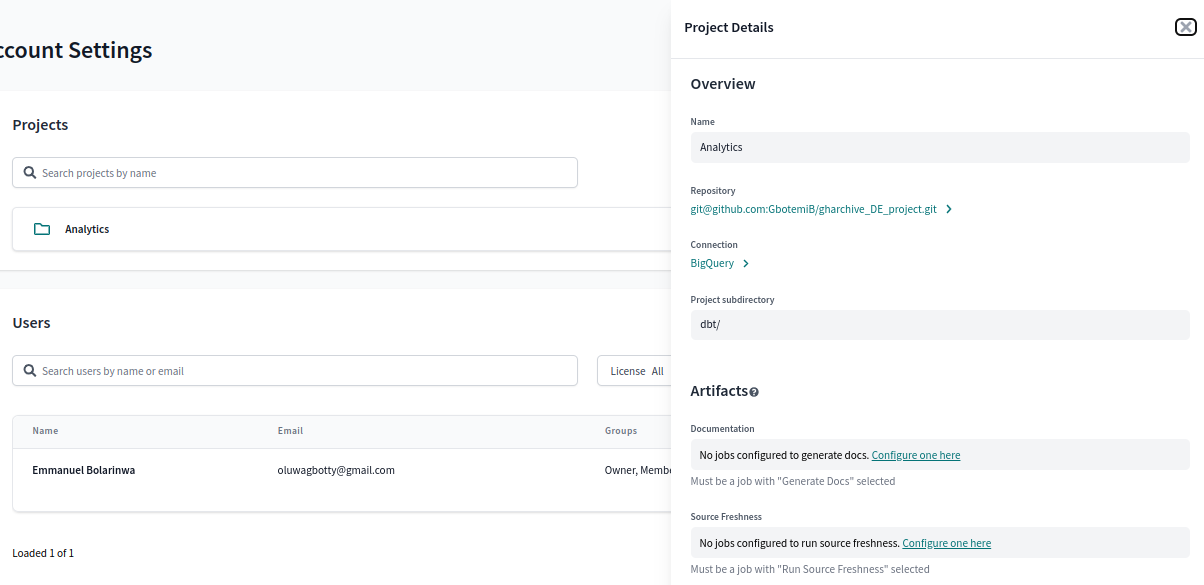 ccount Settings
Projects
Search projects by name
Analytics
Users
Search users by name or email
License All
Name Email Groups
Emmanuel Bolarinwa oluwagbotty@gmail.com Owner, Membe
Loaded 1 of 1
Project Details
Overview
Name
Analytics
Repository
git@github.com:GbotemiB/gharchive_DE_project.git
Connection
BigQuery
Project subdirectory
dbt/
Artifacts
Documentation
No jobs configured to generate docs. Configure one here
Must be a job with "Generate Docs" selected
Source Freshness
No jobs configured to run source freshness. Configure one here
Must be a job with "Run Source Freshness" selected